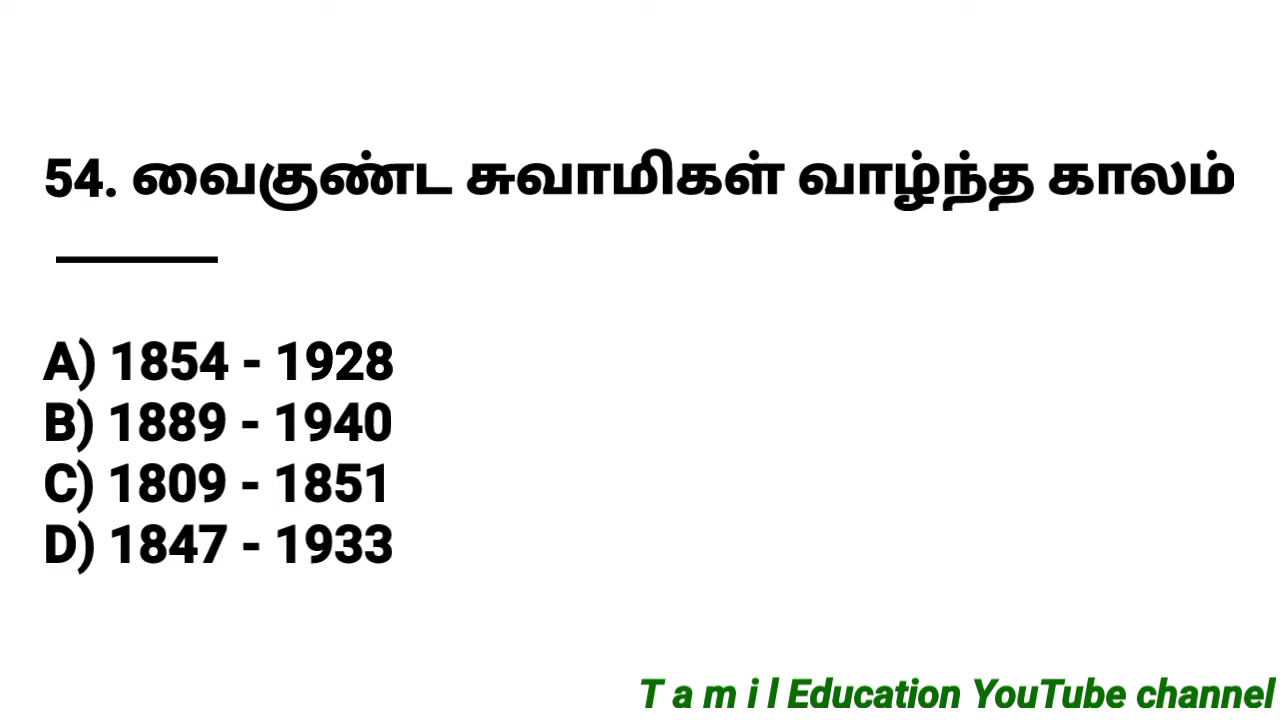 54. வைகுண்ட சுவாமிகள் வாழ்ந்த காலம்
______
A) 1854 - 1928
B) 1889 - 1940
C) 1809 - 1851
D) 1847 - 1933
T a m i l Education YouTube channel